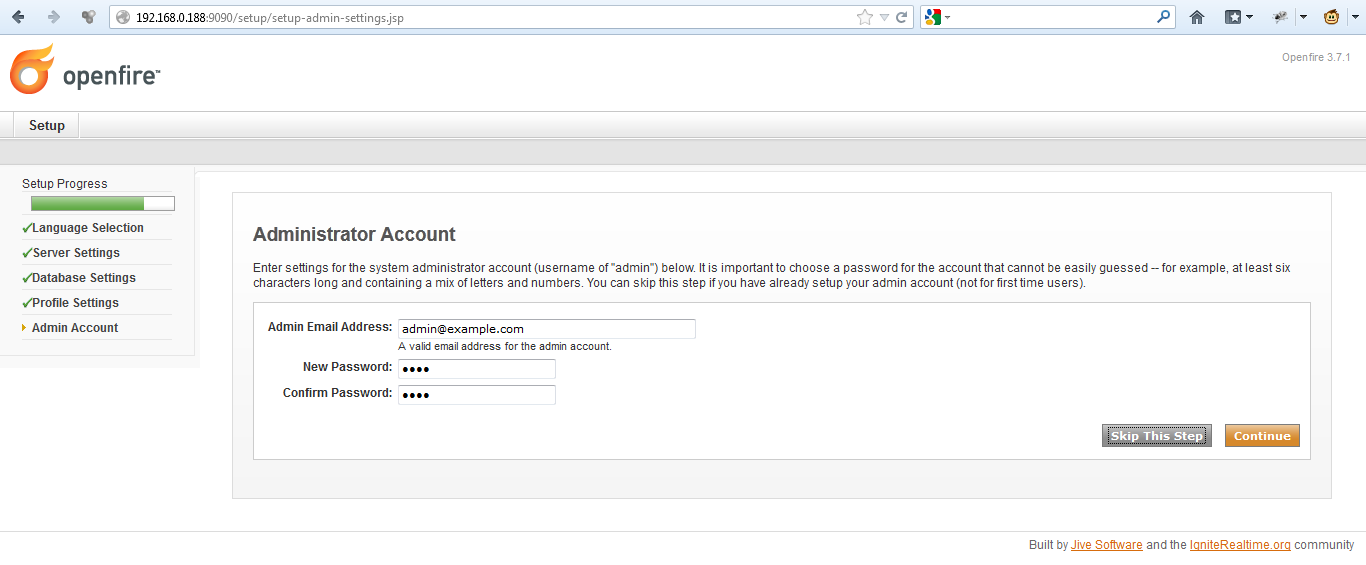 192.168.0.188:9090/setup/setup-admin-settings.jsp
openfire™
Openfire 3.7.1
Setup
Setup Progress
Language Selection
Server Settings
Database Settings
Profile Settings
Admin Account
Administrator Account
Enter settings for the system administrator account (username of "admin") below. It is important to choose a password for the account that cannot be easily guessed -- for example, at least six
characters long and containing a mix of letters and numbers. You can skip this step if you have already setup your admin account (not for first time users).
Admin Email Address: admin@example.com
A valid email address for the admin account.
New Password: ••••
Confirm Password: ••••
Skip This Step Continue
Built by Jive Software and the IgniteRealtime.org community